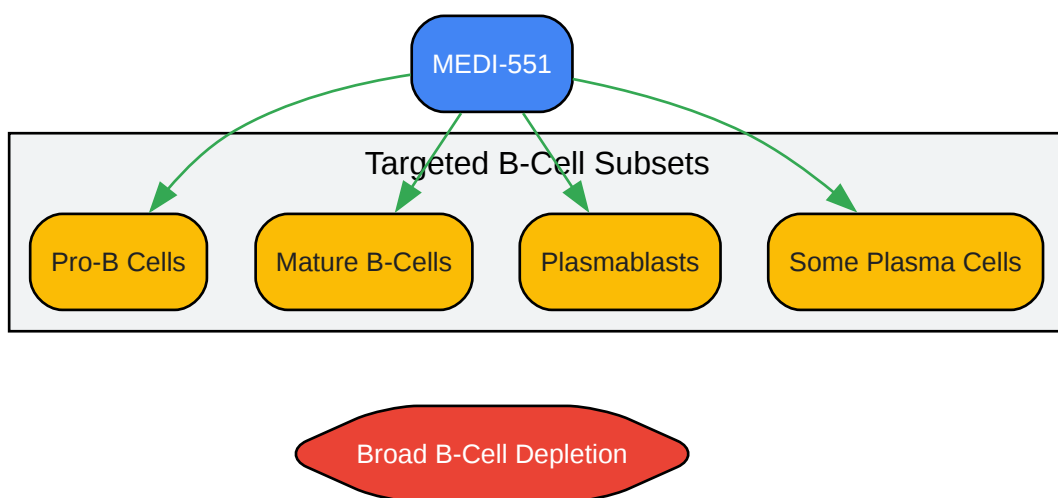 MEDI-551
Targeted B-Cell Subsets
Pro-B Cells
Mature B-Cells
Plasmablasts
Some Plasma Cells
Broad B-Cell Depletion